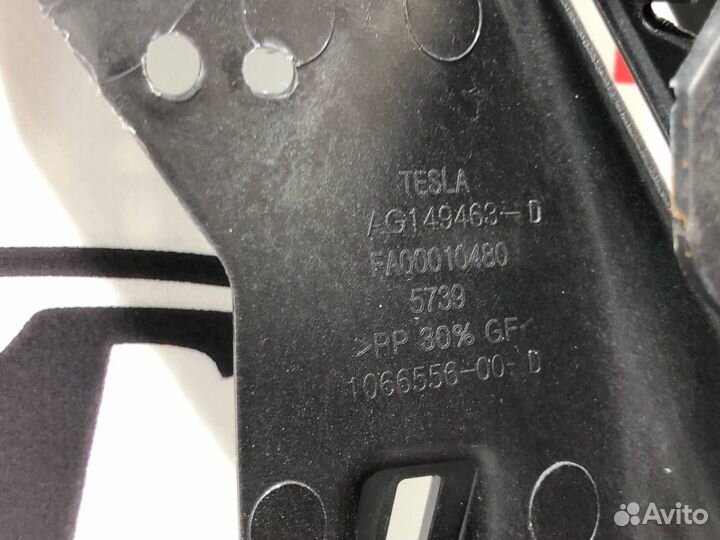 TESLA
AG149463-D
FA00010480
5739
>PP 30% GF<
1066556-00-D
Avito